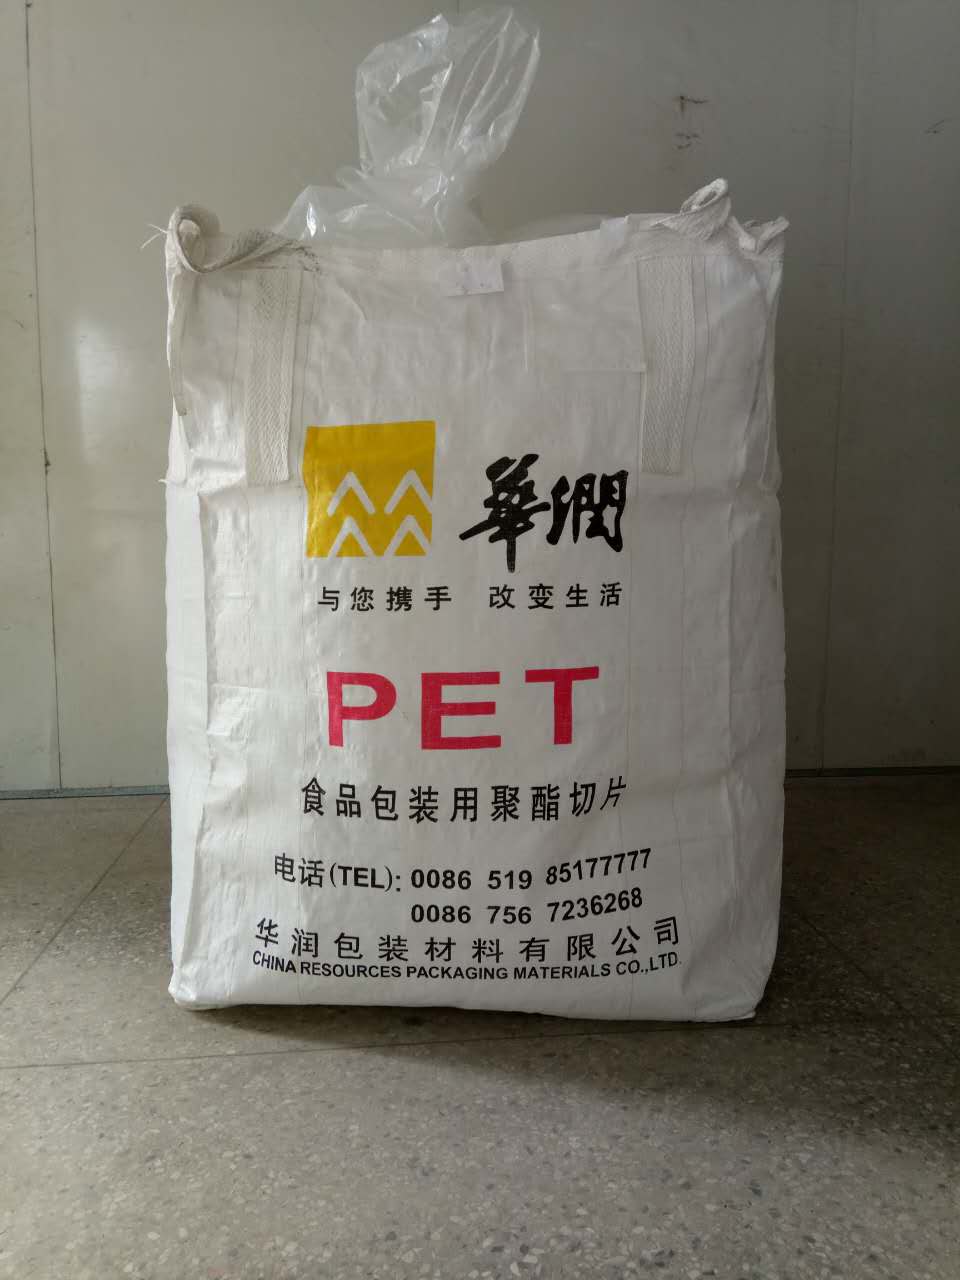 華潤
与您携手 改变生活
PET
食品包装用聚酯切片
电话(TEL): 0086 519 85177777
0086 756 7236268
华润包装材料有限公司
CHINA RESOURCES PACKAGING MATERIALS CO.,LTD.